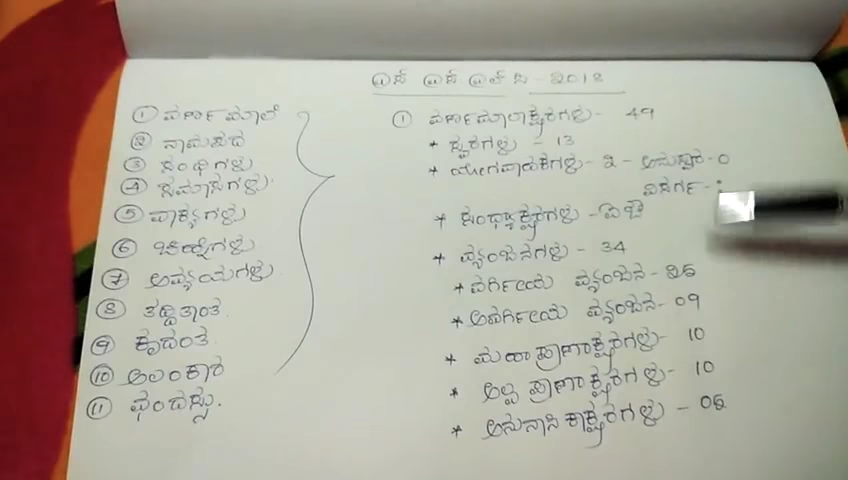 ಎಸ್ ಎಸ್ ಎಲ್ ಸಿ - 2018
① ವರ್ಣಮಾಲೆ
② ನಾಮಪದ
③ ಸಂಧಿಗಳು
④ ಸಮಾಸಗಳು
⑤ ವಾಕ್ಯಗಳು
⑥ ಚಿಹ್ನೆಗಳು
⑦ ಅವ್ಯಯಗಳು
⑧ ತದ್ಧಿತಾಂತ
⑨ ಕೃದಂತ
⑩ ಅಲಂಕಾರ
⑪ ಛಂದಸ್ಸು.
① ವರ್ಣಮಾಲಾಕ್ಷರಗಳು - 49
* ಸ್ವರಗಳು - 13
* ಯೋಗವಾಹಕಗಳು - 2 - ಅನುಸ್ವಾರ - ಂ
ವಿಸರ್ಗ - ಃ
* ಸಂಧ್ಯಕ್ಷರಗಳು - ಐ ಔ
* ವ್ಯಂಜನಗಳು - 34
* ವರ್ಗೀಯ ವ್ಯಂಜನ - 25
* ಅವರ್ಗೀಯ ವ್ಯಂಜನ - 09
* ಮಹಾಪ್ರಾಣಾಕ್ಷರಗಳು - 10
* ಅಲ್ಪ ಪ್ರಾಣಾಕ್ಷರಗಳು - 10
* ಅನುನಾಸಿಕಾಕ್ಷರಗಳು - 05